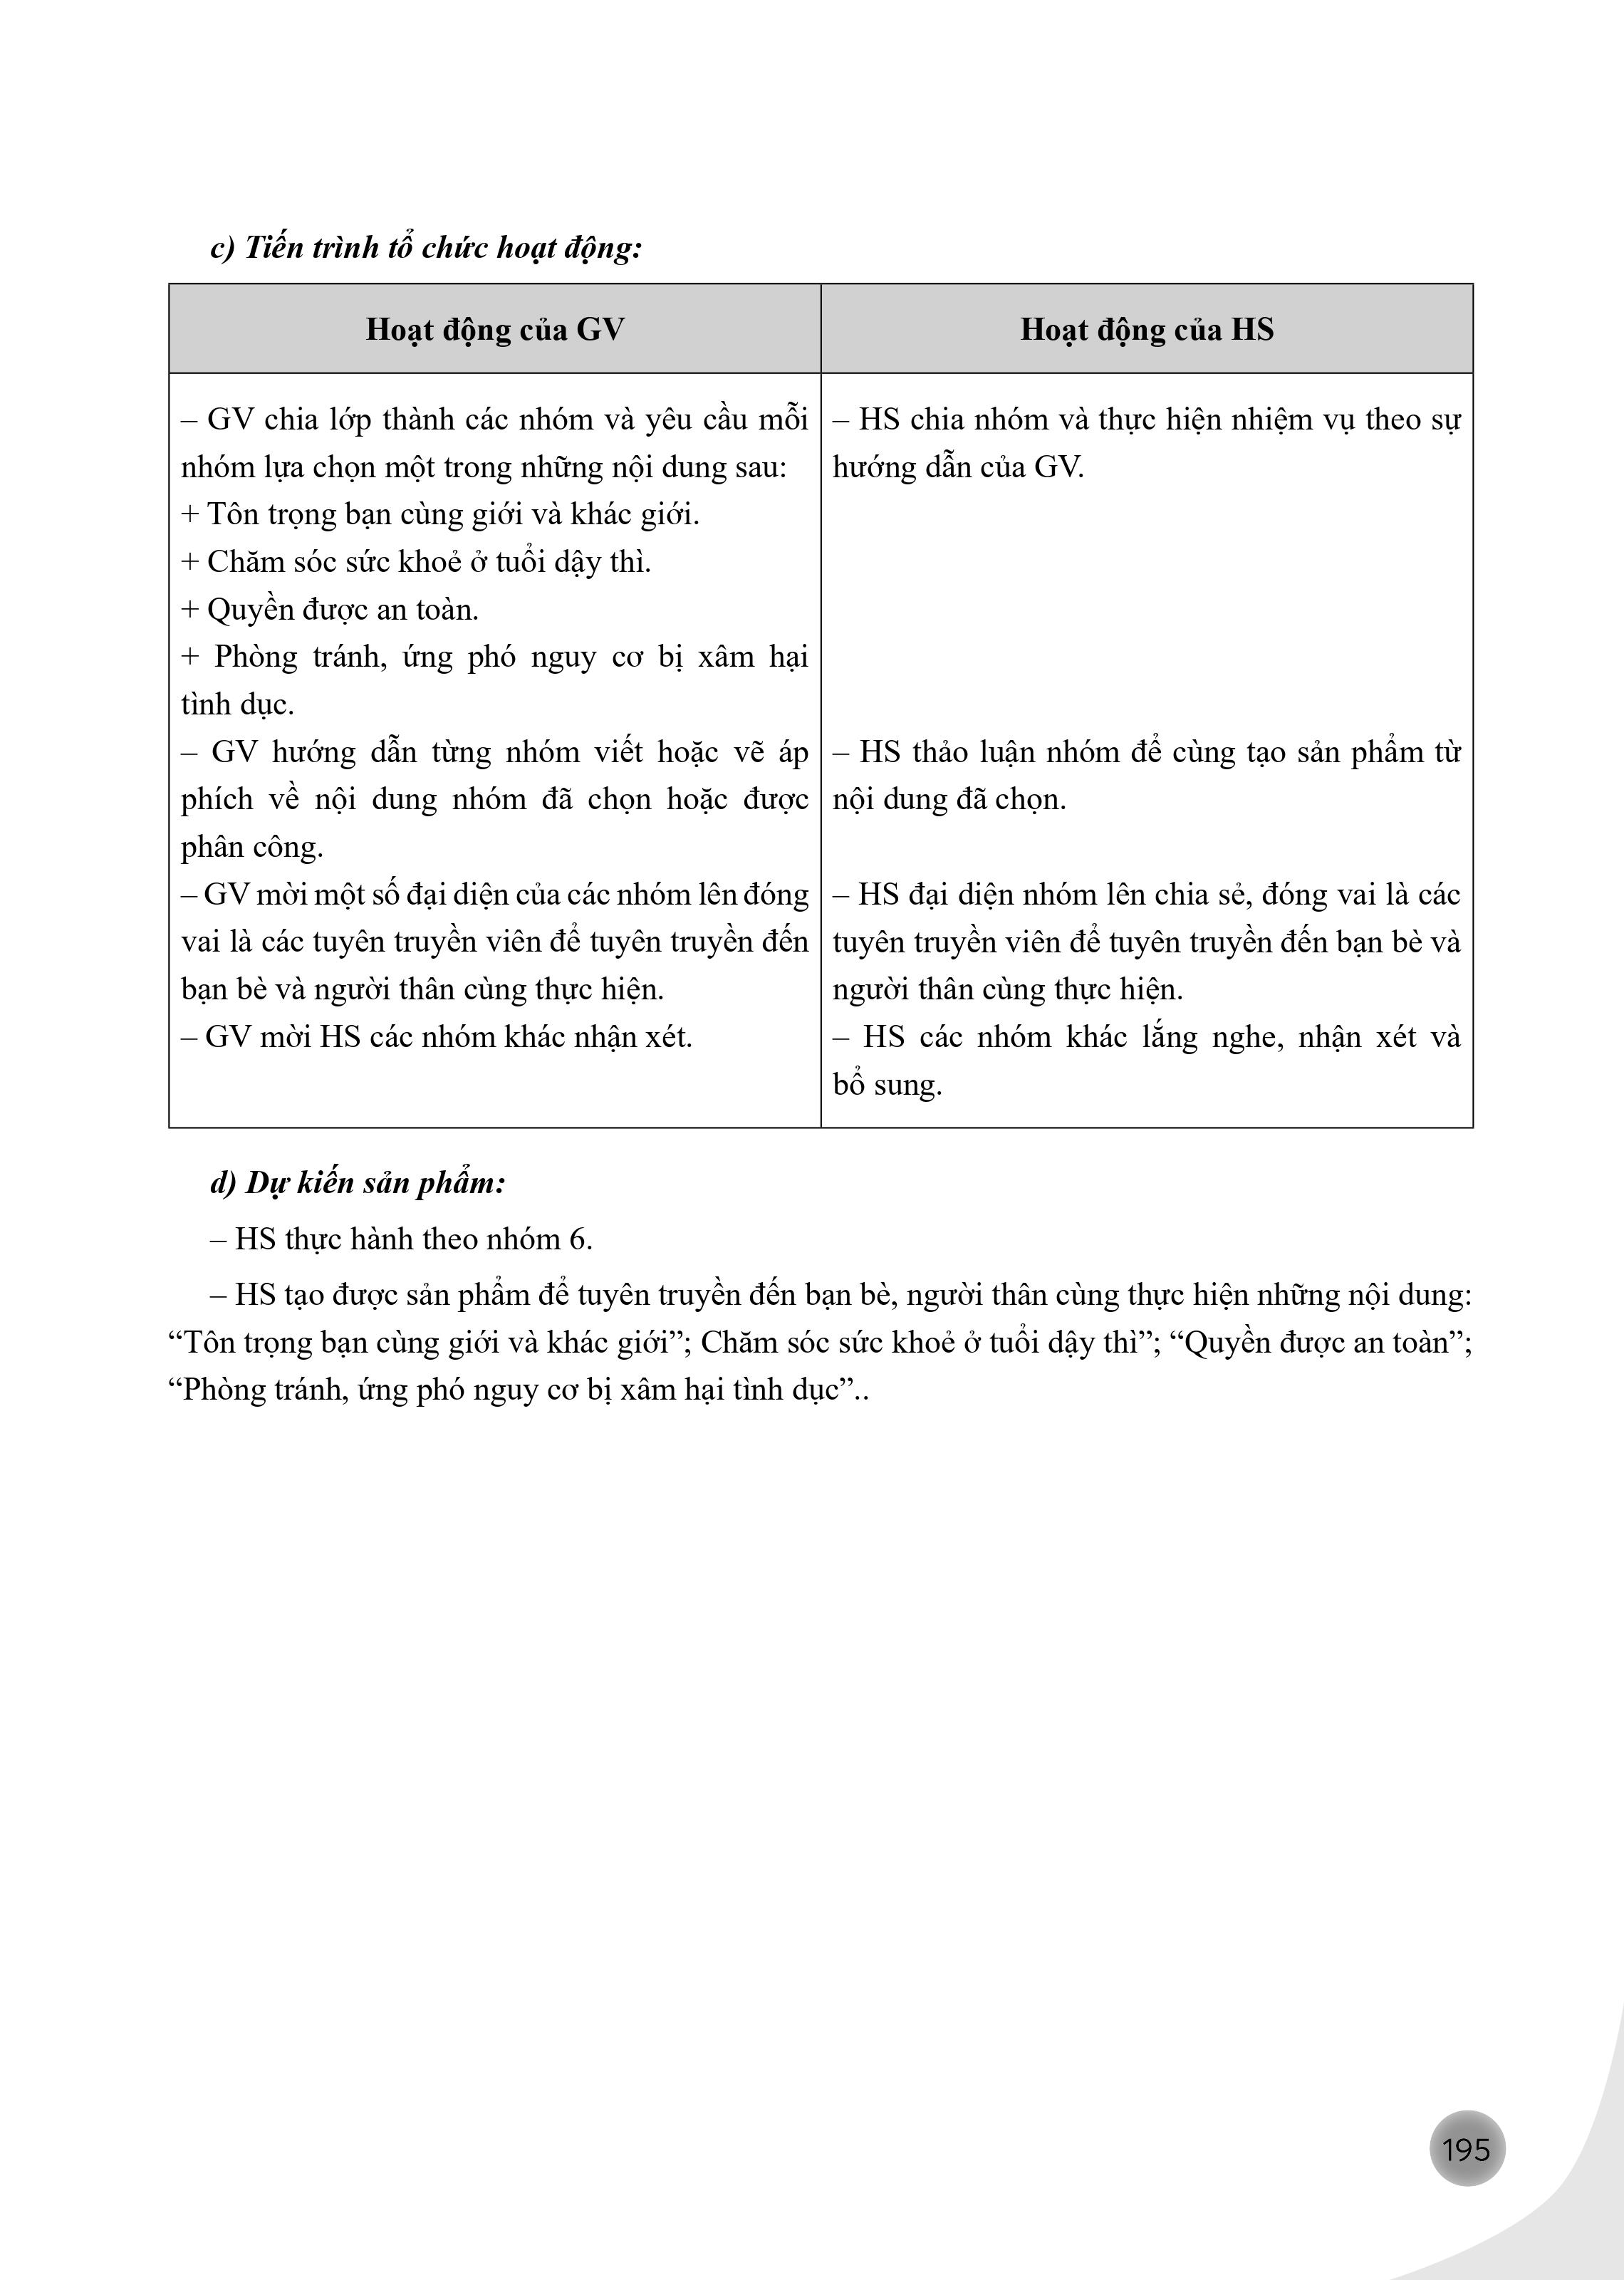 c) Tiến trình tổ chức hoạt động:
Hoạt động của GV
Hoạt động của HS
– GV chia lớp thành các nhóm và yêu cầu mỗi
nhóm lựa chọn một trong những nội dung sau:
+ Tôn trọng bạn cùng giới và khác giới.
+ Chăm sóc sức khoẻ ở tuổi dậy thì.
+ Quyền được an toàn.
+ Phòng tránh, ứng phó nguy cơ bị xâm hại
tình dục.
– GV hướng dẫn từng nhóm viết hoặc vẽ áp
phích về nội dung nhóm đã chọn hoặc được
phân công.
– GV mời một số đại diện của các nhóm lên đóng
vai là các tuyên truyền viên để tuyên truyền đến
bạn bè và người thân cùng thực hiện.
– GV mời HS các nhóm khác nhận xét.
– HS chia nhóm và thực hiện nhiệm vụ theo sự
hướng dẫn của GV.
– HS thảo luận nhóm để cùng tạo sản phẩm từ
nội dung đã chọn.
– HS đại diện nhóm lên chia sẻ, đóng vai là các
tuyên truyền viên để tuyên truyền đến bạn bè và
người thân cùng thực hiện.
– HS các nhóm khác lắng nghe, nhận xét và
bổ sung.
d) Dự kiến sản phẩm:
– HS thực hành theo nhóm 6.
– HS tạo được sản phẩm để tuyên truyền đến bạn bè, người thân cùng thực hiện những nội dung:
“Tôn trọng bạn cùng giới và khác giới”; Chăm sóc sức khoẻ ở tuổi dậy thì”; “Quyền được an toàn”;
“Phòng tránh, ứng phó nguy cơ bị xâm hại tình dục”..
195